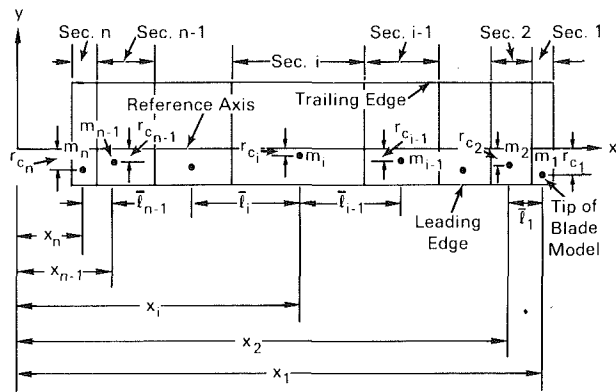 y
Sec. n
Sec. n-1
Sec. i
Sec. i-1
Sec. 2
Sec. 1
Reference Axis
Trailing Edge
x
r_{c_n}
m_n
m_{n-1}
r_{c_{n-1}}
r_{c_i}
m_i
r_{c_{i-1}}
m_{i-1}
r_{c_2}
m_2
m_1
r_{c_1}
ℓ̄_{n-1}
ℓ̄_i
ℓ̄_{i-1}
ℓ̄_1
Leading
Edge
Tip of
Blade
Model
x_n
x_{n-1}
x_i
x_2
x_1